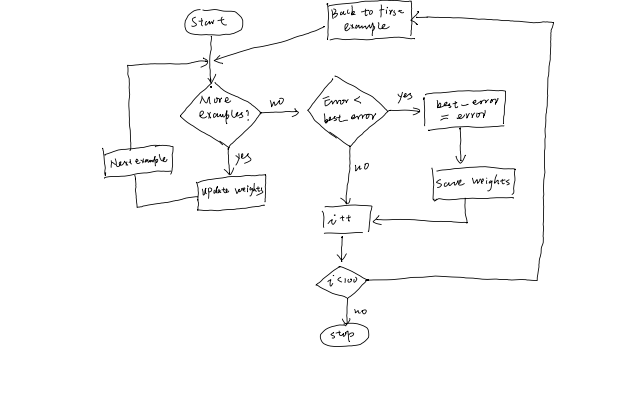 Start
Back to first
example
More
examples?
no
Error <
best_error
yes
best_error
= error
Next example
yes
update weights
no
Save weights
i++
i<100
no
stop